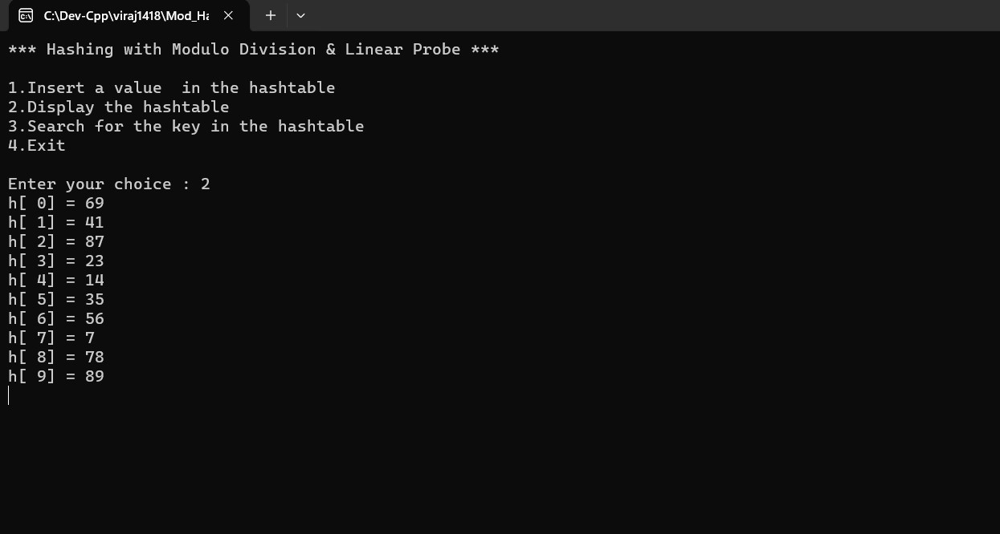 C:\Dev-Cpp\viraj1418\Mod_Ha
*** Hashing with Modulo Division & Linear Probe ***
1.Insert a value  in the hashtable
2.Display the hashtable
3.Search for the key in the hashtable
4.Exit
Enter your choice : 2
h[ 0] = 69
h[ 1] = 41
h[ 2] = 87
h[ 3] = 23
h[ 4] = 14
h[ 5] = 35
h[ 6] = 56
h[ 7] = 7
h[ 8] = 78
h[ 9] = 89